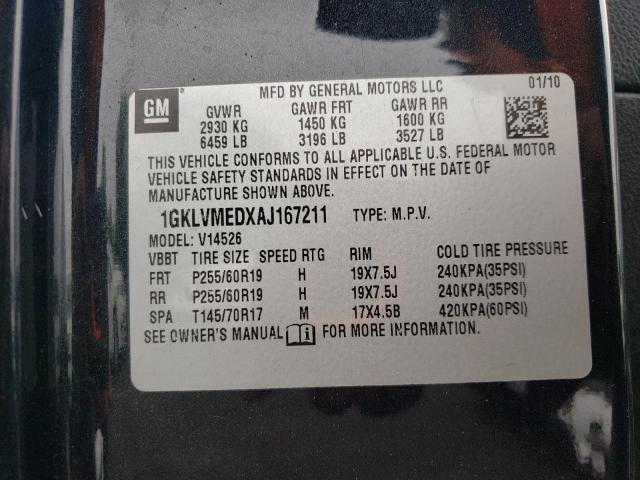 MFD BY GENERAL MOTORS LLC 01/10
GM
GVWR GAWR FRT GAWR RR
2930 KG 1450 KG 1600 KG
6459 LB 3196 LB 3527 LB
THIS VEHICLE CONFORMS TO ALL APPLICABLE U.S. FEDERAL MOTOR
VEHICLE SAFETY STANDARDS IN EFFECT ON THE DATE OF
MANUFACTURE SHOWN ABOVE.
1GKLVMEDXAJ167211 TYPE: M.P.V.
MODEL: V14526
VBBT TIRE SIZE SPEED RTG RIM COLD TIRE PRESSURE
FRT P255/60R19 H 19X7.5J 240KPA(35PSI)
RR P255/60R19 H 19X7.5J 240KPA(35PSI)
SPA T145/70R17 M 17X4.5B 420KPA(60PSI)
SEE OWNER'S MANUAL FOR MORE INFORMATION.